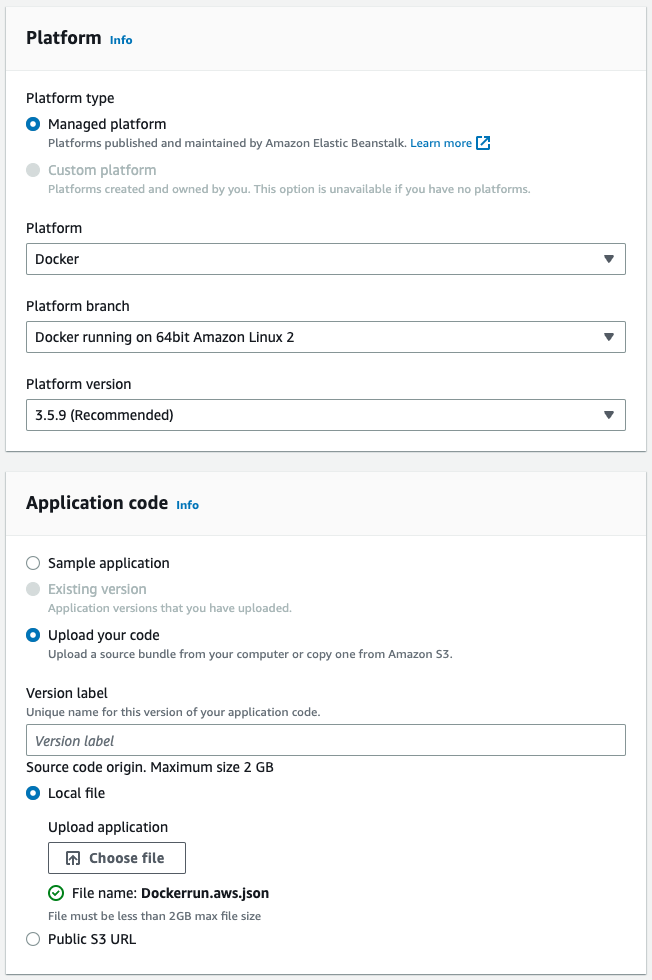 Platform Info
Platform type
Managed platform
Platforms published and maintained by Amazon Elastic Beanstalk. Learn more
Custom platform
Platforms created and owned by you. This option is unavailable if you have no platforms.
Platform
Docker
Platform branch
Docker running on 64bit Amazon Linux 2
Platform version
3.5.9 (Recommended)
Application code Info
Sample application
Existing version
Application versions that you have uploaded.
Upload your code
Upload a source bundle from your computer or copy one from Amazon S3.
Version label
Unique name for this version of your application code.
Version label
Source code origin. Maximum size 2 GB
Local file
Upload application
Choose file
File name: Dockerrun.aws.json
File must be less than 2GB max file size
Public S3 URL